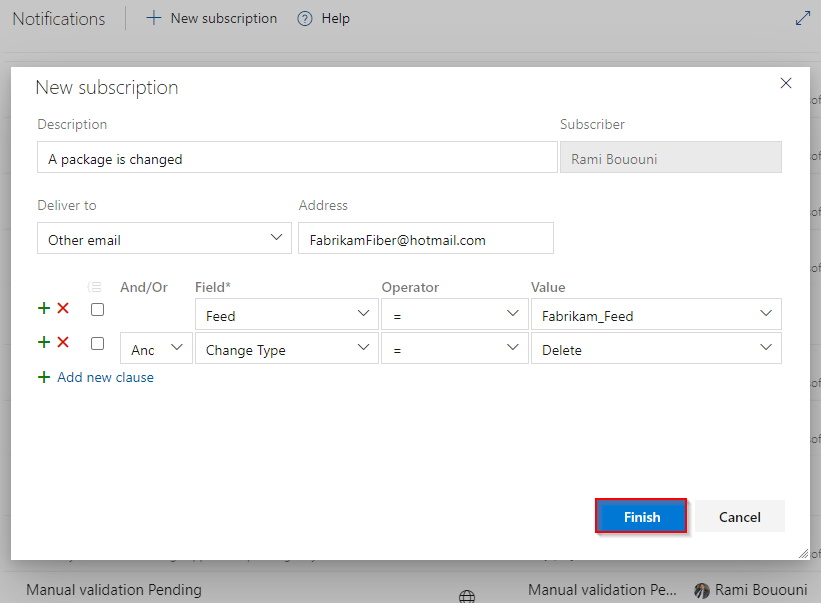 Notifications New subscription Help
New subscription
Description Subscriber
A package is changed Rami Bououni
Deliver to Address
Other email FabrikamFiber@hotmail.com
And/Or Field* Operator Value
Feed = Fabrikam_Feed
Anc Change Type = Delete
Add new clause
Finish Cancel
Manual validation Pending Manual validation Pe... Rami Bououni